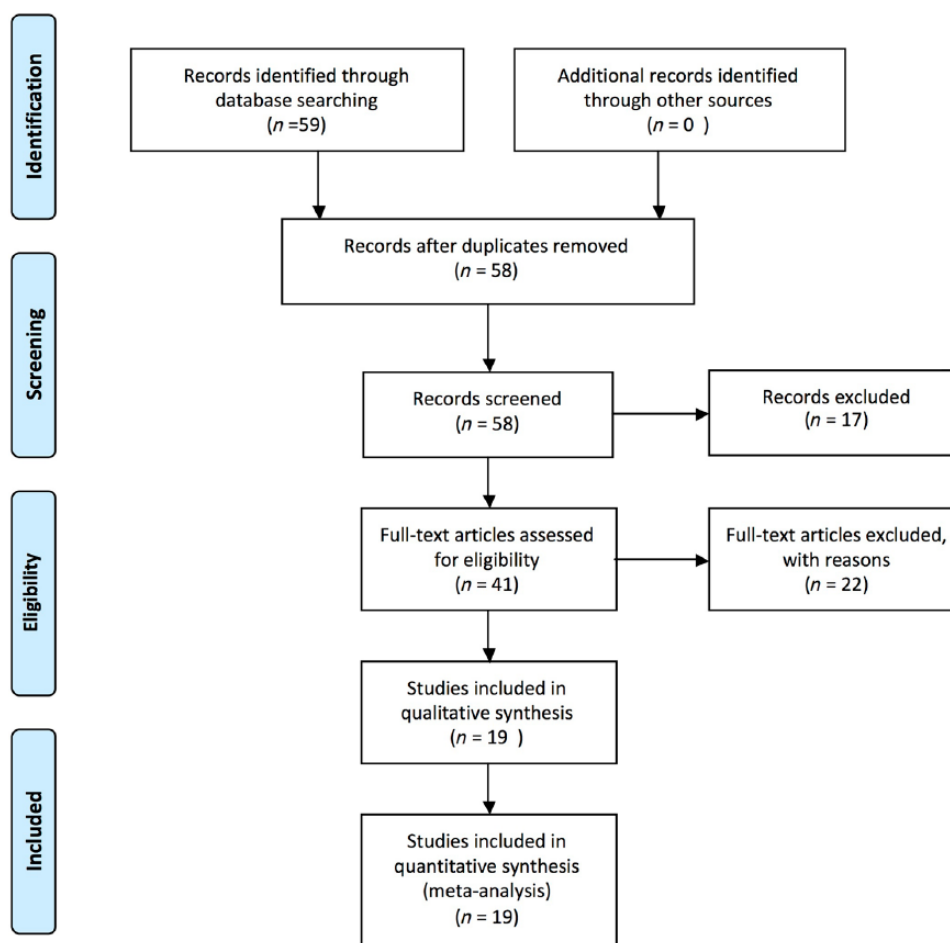 Identification
Records identified through
database searching
(n =59)
Additional records identified
through other sources
(n = 0  )
Records after duplicates removed
(n = 58)
Screening
Records screened
(n = 58)
Records excluded
(n = 17)
Eligibility
Full-text articles assessed
for eligibility
(n = 41)
Full-text articles excluded,
with reasons
(n = 22)
Studies included in
qualitative synthesis
(n = 19  )
Included
Studies included in
quantitative synthesis
(meta-analysis)
(n = 19)